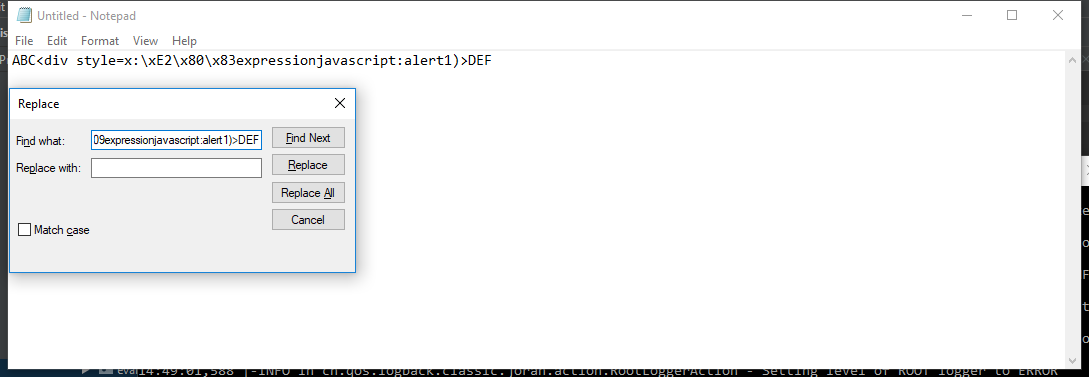 Untitled - Notepad
File Edit Format View Help
ABC<div style=x:\xE2\x80\x83expressionjavascript:alert1)>DEF
Replace
Find what: 09expressionjavascript:alert1)>DEF Find Next
Replace with: Replace
Replace All
Cancel
Match case
eval14:49:01,588 |-INFO in ch.qos.logback.classic.joran.action.RootLoggerAction - Setting level of ROOT logger to ERROR